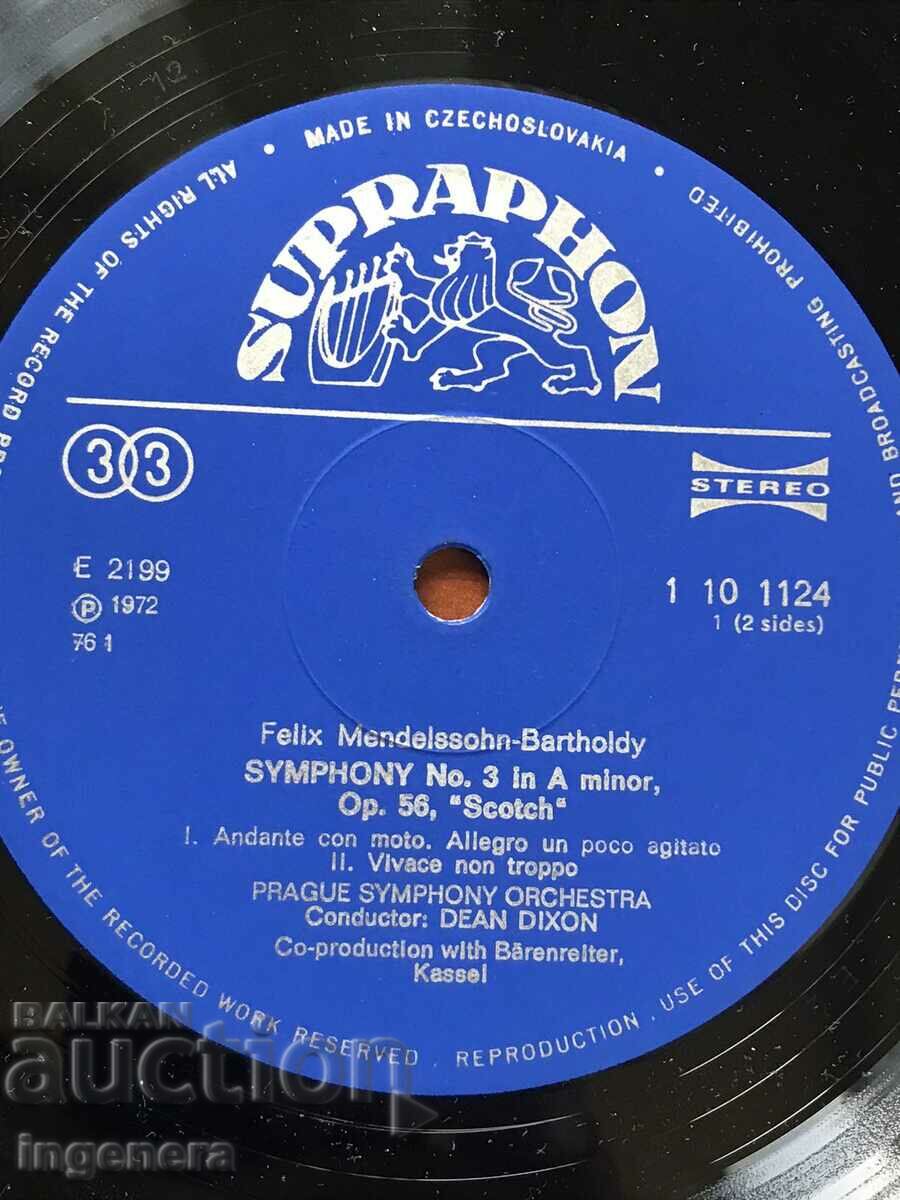 12
MADE IN CZECHOSLOVAKIA •
SUPRAPHON
33
STEREO
E 2199
℗ 1972
76 1
1 10 1124
1 (2 sides)
Felix Mendelssohn-Bartholdy
SYMPHONY No. 3 in A minor,
Op. 56, "Scotch"
I. Andante con moto. Allegro un poco agitato
II. Vivace non troppo
PRAGUE SYMPHONY ORCHESTRA
Conductor: DEAN DIXON
Co-production with Bärenreiter,
Kassel
ALL RIGHTS OF THE RECORD
OWNER OF THE RECORDED WORK RESERVED . REPRODUCTION . USE OF THIS DISC FOR PUBLIC
AND BROADCASTING PROHIBITED
BALKAN
auction
ingenera